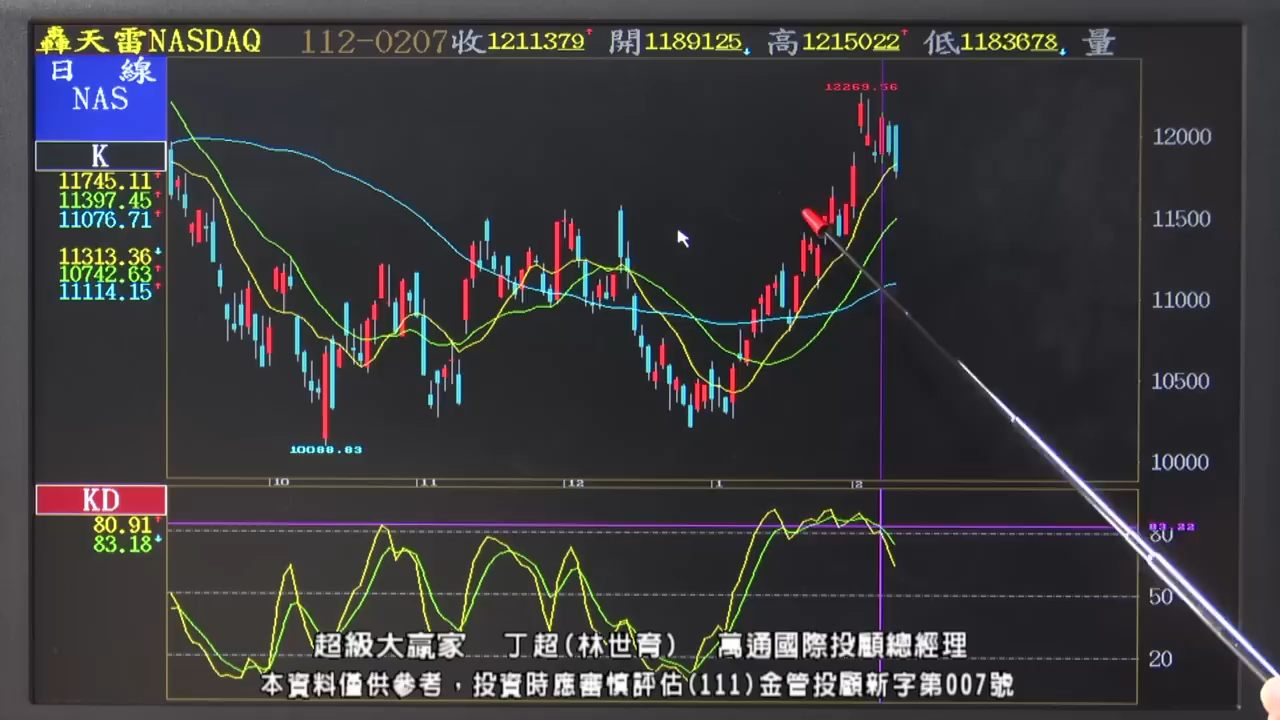 轟天雷NASDAQ 112-0207收1211379 開1189125 高1215022 低1183678 量
日 線
NAS
K
11745.11
11397.45
11076.71
11313.36
10742.63
11114.15
12269.56
12000
11500
11000
10500
10000
10088.83
10 11 12 1 2
KD
80.91
83.18
83.22
80
50
20
超級大贏家 丁超(林世育) 萬通國際投顧總經理
本資料僅供參考，投資時應審慎評估(111)金管投顧新字第007號